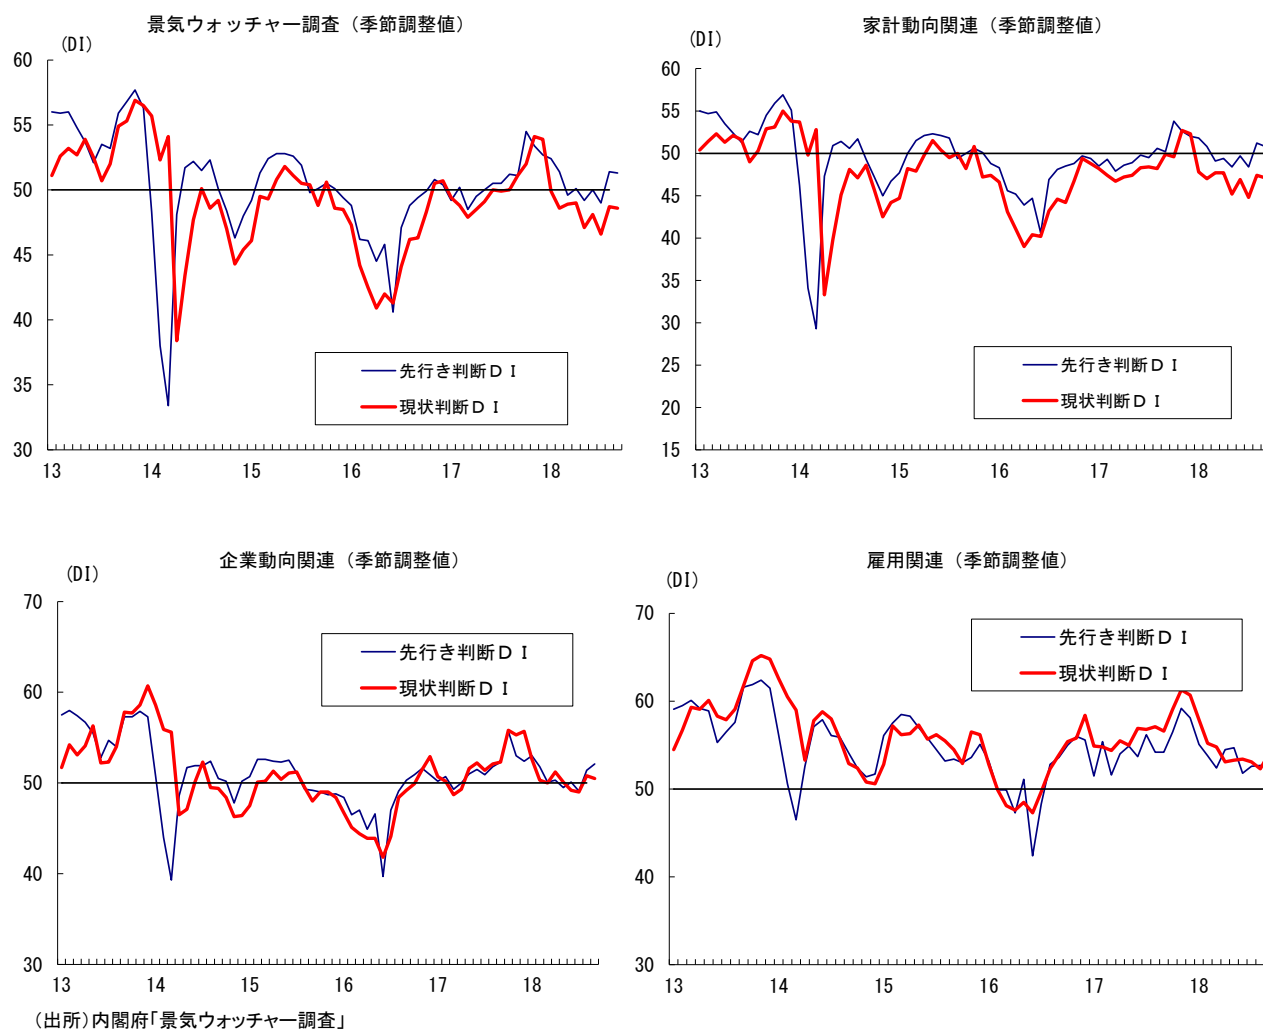 景気ウォッチャー調査（季節調整値）
(DI)
60
55
50
45
40
35
30
先行き判断ＤＩ
現状判断ＤＩ
13 14 15 16 17 18
家計動向関連（季節調整値）
(DI)
60
55
50
45
40
35
30
25
20
15
先行き判断ＤＩ
現状判断ＤＩ
13 14 15 16 17 18
企業動向関連（季節調整値）
(DI)
70
60
50
40
30
先行き判断ＤＩ
現状判断ＤＩ
13 14 15 16 17 18
雇用関連（季節調整値）
(DI)
70
60
50
40
30
先行き判断ＤＩ
現状判断ＤＩ
13 14 15 16 17 18
（出所）内閣府「景気ウォッチャー調査」